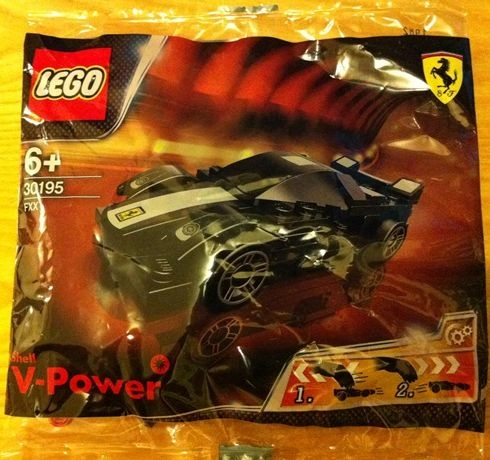 LEGO
S F
6+
30195
FXX
Shell
V-Power
1.
2.